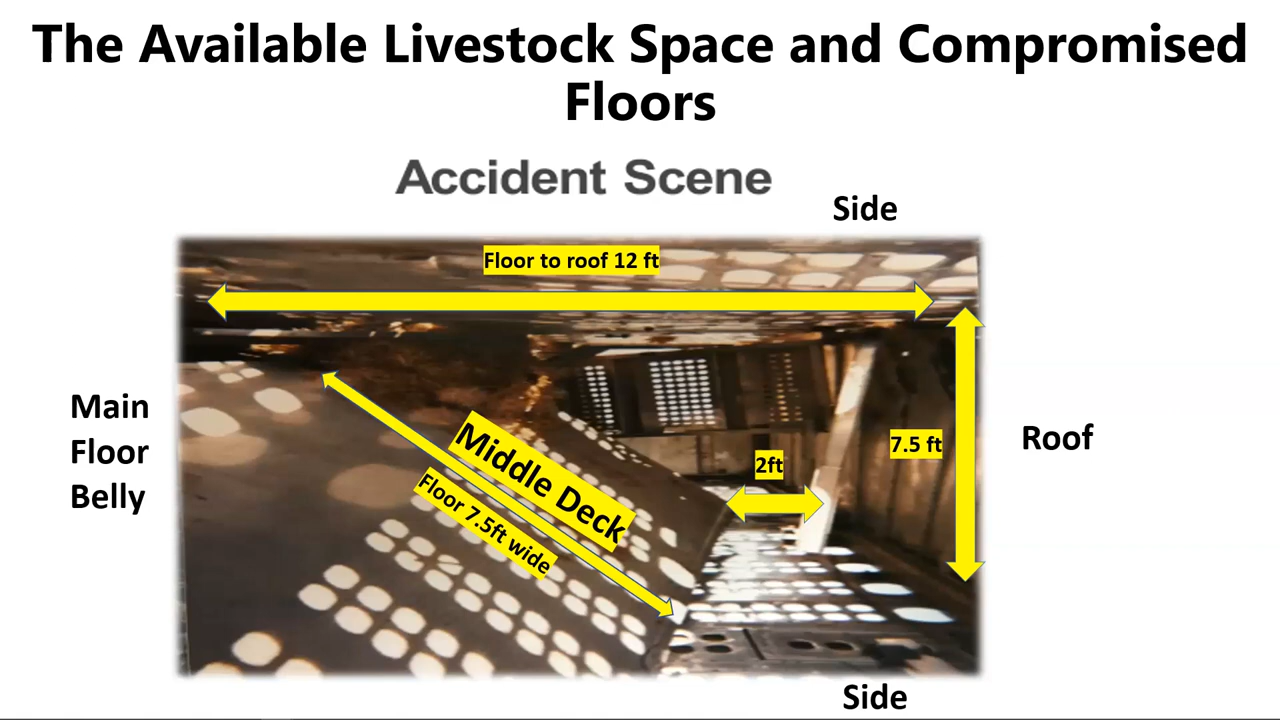 The Available Livestock Space and Compromised
Floors
Accident Scene
Side
Floor to roof 12 ft
Main
Floor
Belly
Middle Deck
Floor 7.5ft wide
2ft
7.5 ft
Roof
Side